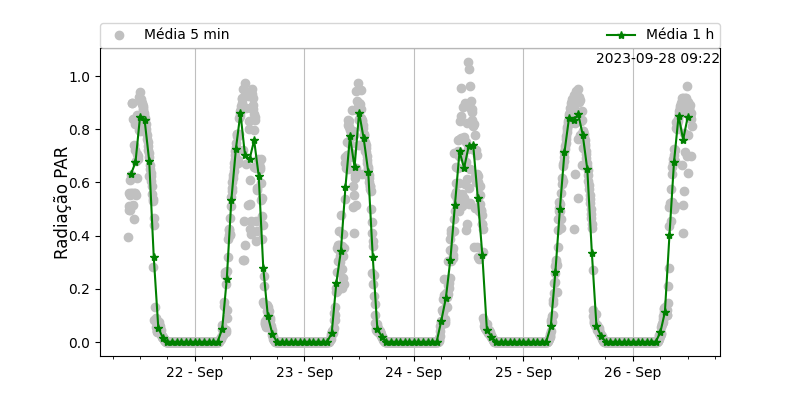 Média 5 min
Média 1 h
2023-09-28 09:22
Radiação PAR
1.0
0.8
0.6
0.4
0.2
0.0
22 - Sep
23 - Sep
24 - Sep
25 - Sep
26 - Sep